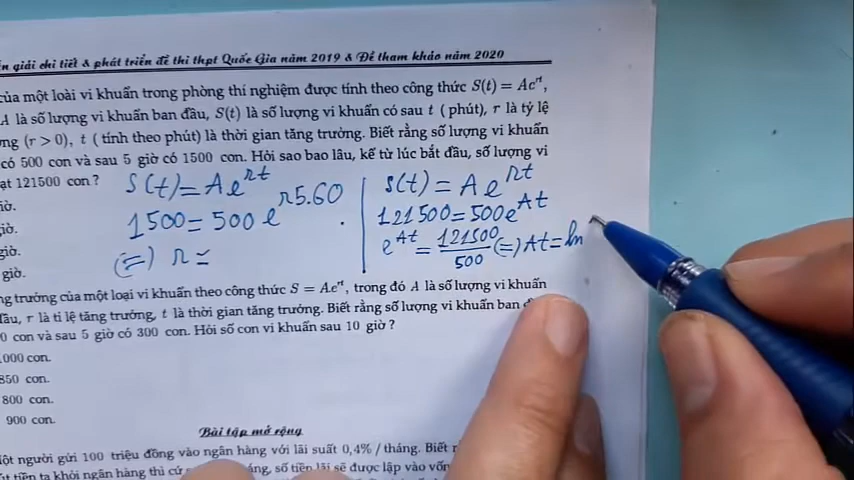 giải chi tiết & phát triển đề thi thpt Quốc Gia năm 2019 & Đề tham khảo năm 2020
của một loài vi khuẩn trong phòng thí nghiệm được tính theo công thức S(t) = Ae^rt,
A là số lượng vi khuẩn ban đầu, S(t) là số lượng vi khuẩn có sau t ( phút), r là tỷ lệ
(r > 0), t ( tính theo phút) là thời gian tăng trưởng. Biết rằng số lượng vi khuẩn
có 500 con và sau 5 giờ có 1500 con. Hỏi sao bao lâu, kế từ lúc bắt đầu, số lượng vi
121500 con ?
giờ.
giờ.
giờ.
giờ.
S(t) = A e^rt
1500 = 500 e^r5.60
(=) r =
S(t) = A e^rt
121500 = 500e^At
e^At = 121500/500 (=) At = ln
trưởng của một loại vi khuẩn theo công thức S = Ae^rt, trong đó A là số lượng vi khuẩn
r là tỉ lệ tăng trưởng, t là thời gian tăng trưởng. Biết rằng số lượng vi khuẩn ban
con và sau 5 giờ có 300 con. Hỏi số con vi khuẩn sau 10 giờ ?
000 con.
850 con.
800 con.
900 con.
Bài tập mở rộng
một người gửi 100 triệu đồng vào ngân hàng với lãi suất 0,4% / tháng. Biết
tiền ta khỏi ngân hàng thì cứ tháng, số tiền lãi sẽ được lập vào vốn